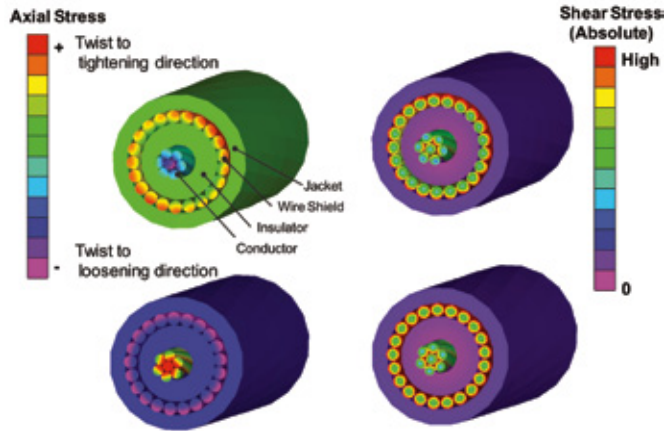 Axial Stress
+ Twist to
tightening direction
Jacket
Wire Shield
Insulator
Conductor
- Twist to
loosening direction
Shear Stress
(Absolute)
High
0